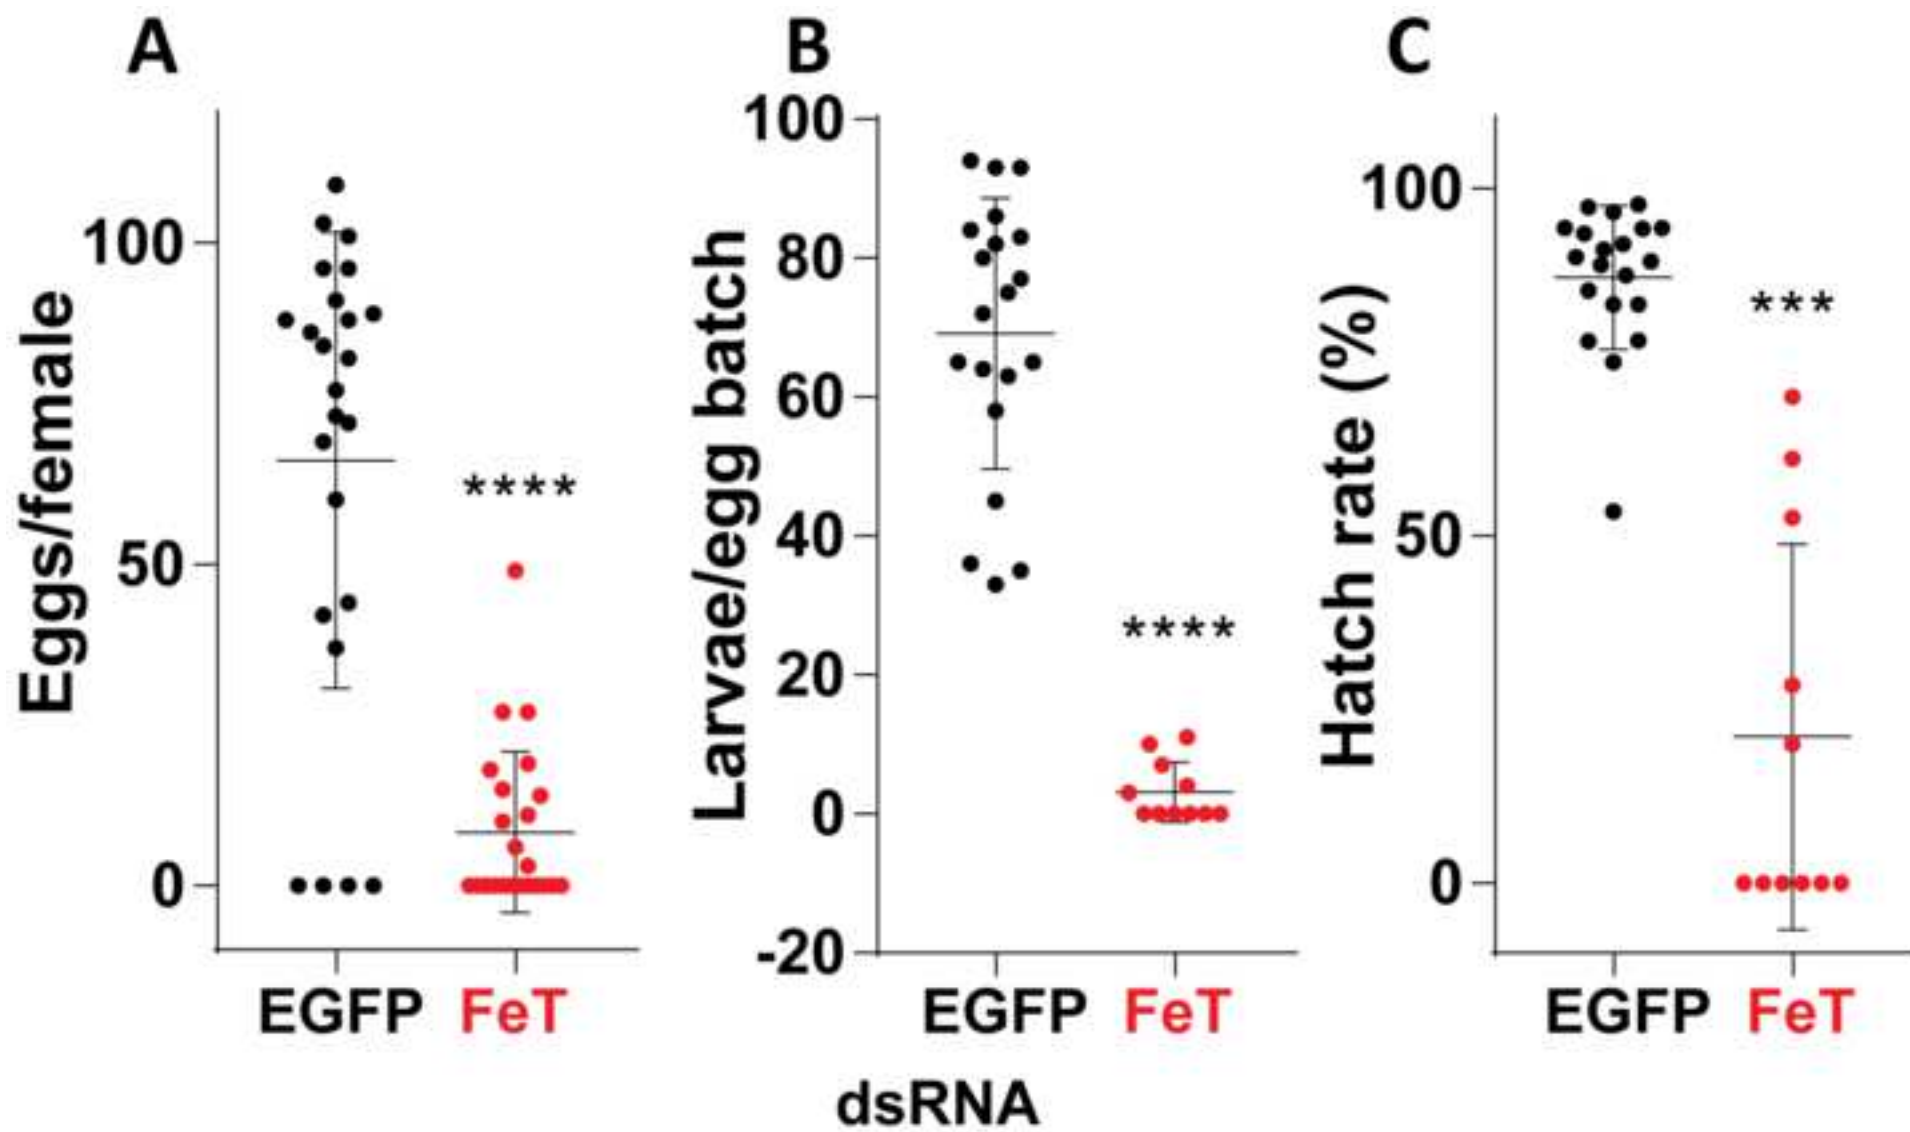 A
Eggs/female
100
50
0
****
EGFP FeT
B
Larvae/egg batch
100
80
60
40
20
0
-20
****
EGFP FeT
C
Hatch rate (%)
100
50
0
***
EGFP FeT
dsRNA